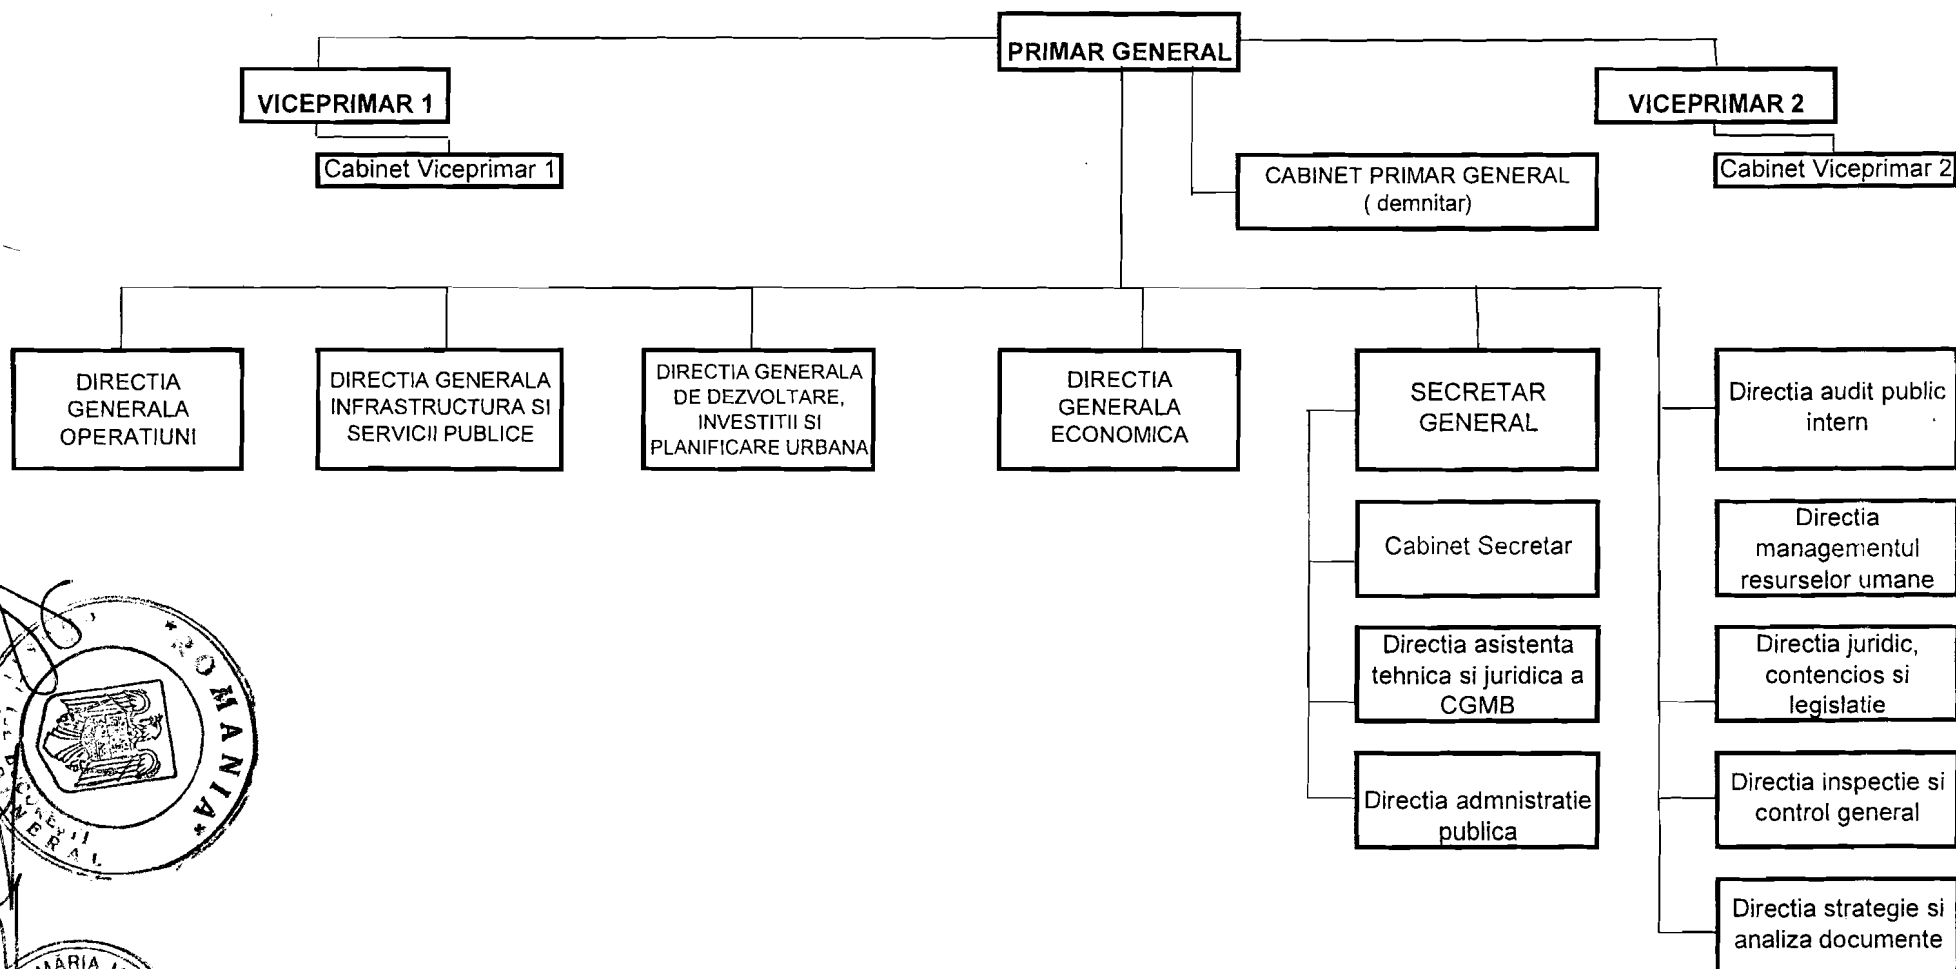 PRIMAR GENERAL
VICEPRIMAR 1
VICEPRIMAR 2
Cabinet Viceprimar 1
CABINET PRIMAR GENERAL
( demnitar)
Cabinet Viceprimar 2
DIRECTIA
GENERALA
OPERATIUNI
DIRECTIA GENERALA
INFRASTRUCTURA SI
SERVICII PUBLICE
DIRECTIA GENERALA
DE DEZVOLTARE,
INVESTITII SI
PLANIFICARE URBANA
DIRECTIA
GENERALA
ECONOMICA
SECRETAR
GENERAL
Directia audit public
intern
Cabinet Secretar
Directia
managementul
resurselor umane
Directia asistenta
tehnica si juridica a
CGMB
Directia juridic,
contencios si
legislatie
Directia admnistratie
publica
Directia inspectie si
control general
Directia strategie si
analiza documente
*ROMANIA*